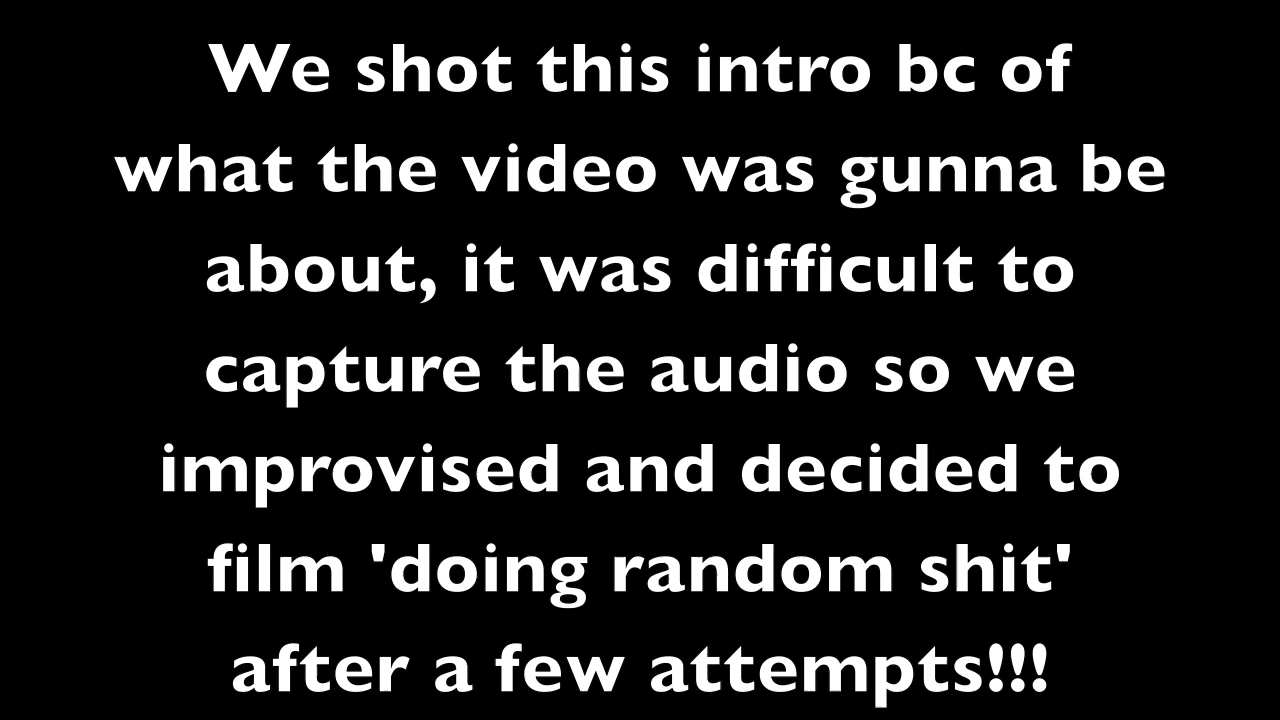 We shot this intro bc of
what the video was gunna be
about, it was difficult to
capture the audio so we
improvised and decided to
film 'doing random shit'
after a few attempts!!!